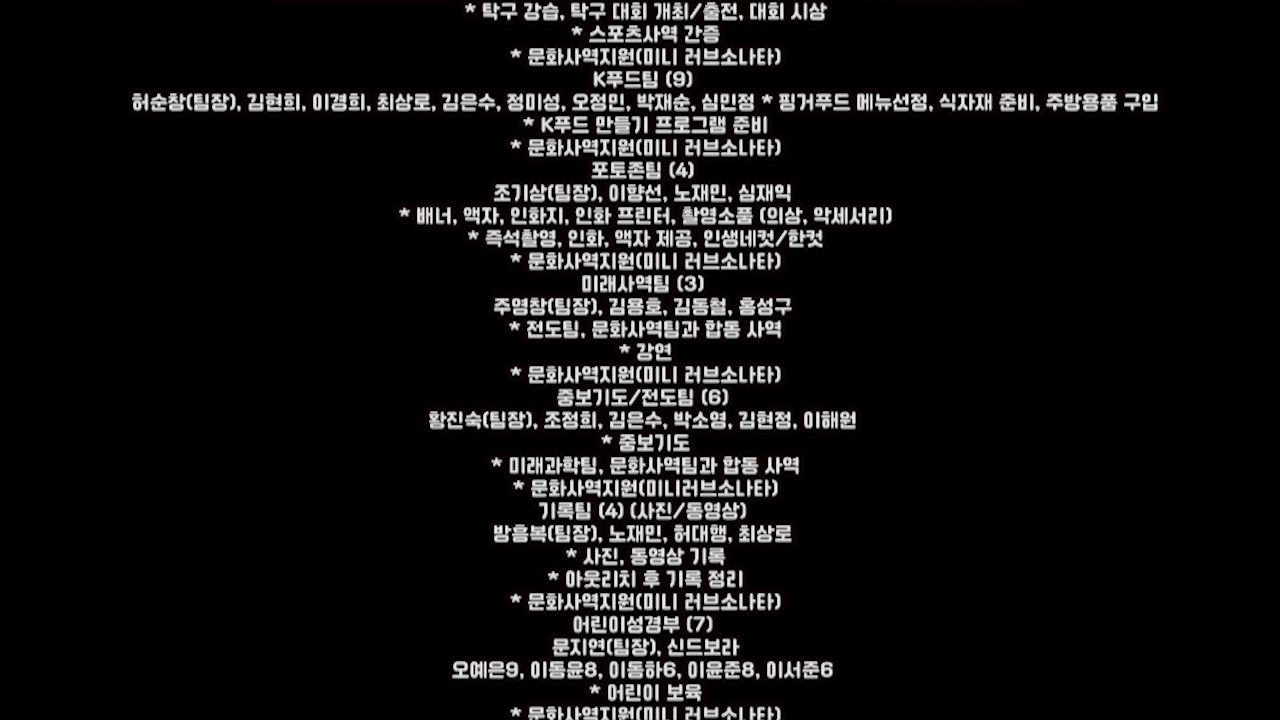 * 탁구 강습, 탁구 대회 개최/출전, 대회 시상
* 스포츠사역 간증
* 문화사역지원(미니 러브소나타)
K푸드팀 (9)
허순창(팀장), 김현희, 이경희, 최상로, 김은수, 정미성, 오정민, 박재순, 심민정 * 핑거푸드 메뉴선정, 식자재 준비, 주방용품 구입
* K푸드 만들기 프로그램 준비
* 문화사역지원(미니 러브소나타)
포토존팀 (4)
조기상(팀장), 이향선, 노재민, 심재익
* 배너, 액자, 인화지, 인화 프린터, 촬영소품 (의상, 악세서리)
* 즉석촬영, 인화, 액자 제공, 인생네컷/한컷
* 문화사역지원(미니 러브소나타)
미래사역팀 (3)
주영창(팀장), 김용호, 김동철, 홍성구
* 전도팀, 문화사역팀과 합동 사역
* 강연
* 문화사역지원(미니 러브소나타)
중보기도/전도팀 (6)
황진숙(팀장), 조정희, 김은수, 박소영, 김현정, 이해원
* 중보기도
* 미래과학팀, 문화사역팀과 합동 사역
* 문화사역지원(미니러브소나타)
기록팀 (4) (사진/동영상)
방흥복(팀장), 노재민, 허대행, 최상로
* 사진, 동영상 기록
* 아웃리치 후 기록 정리
* 문화사역지원(미니 러브소나타)
어린이성경부 (7)
문지연(팀장), 신드보라
오예은9, 이동윤8, 이동하6, 이윤준8, 이서준6
* 어린이 보육
* 문화사역지원(미니 러브소나타)